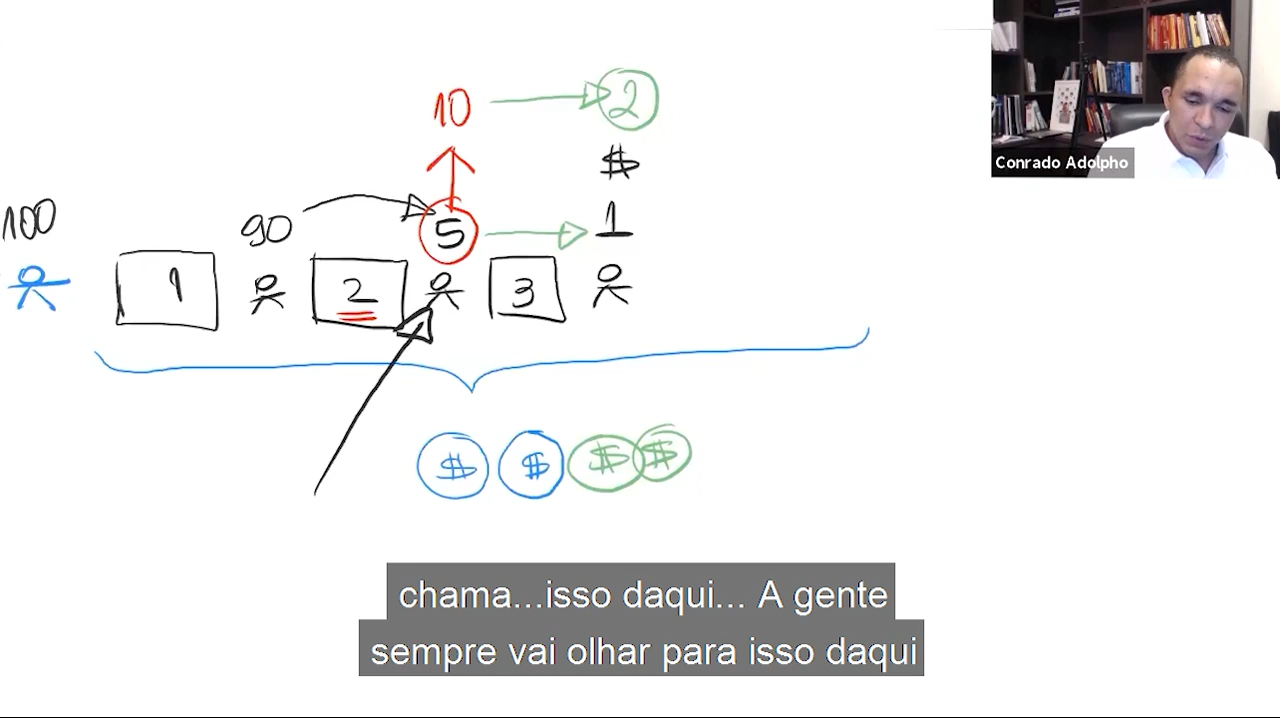 10 2
$
100 90 5 1
1 2 3
$ $ $ $
Conrado Adolpho
chama...isso daqui... A gente
sempre vai olhar para isso daqui